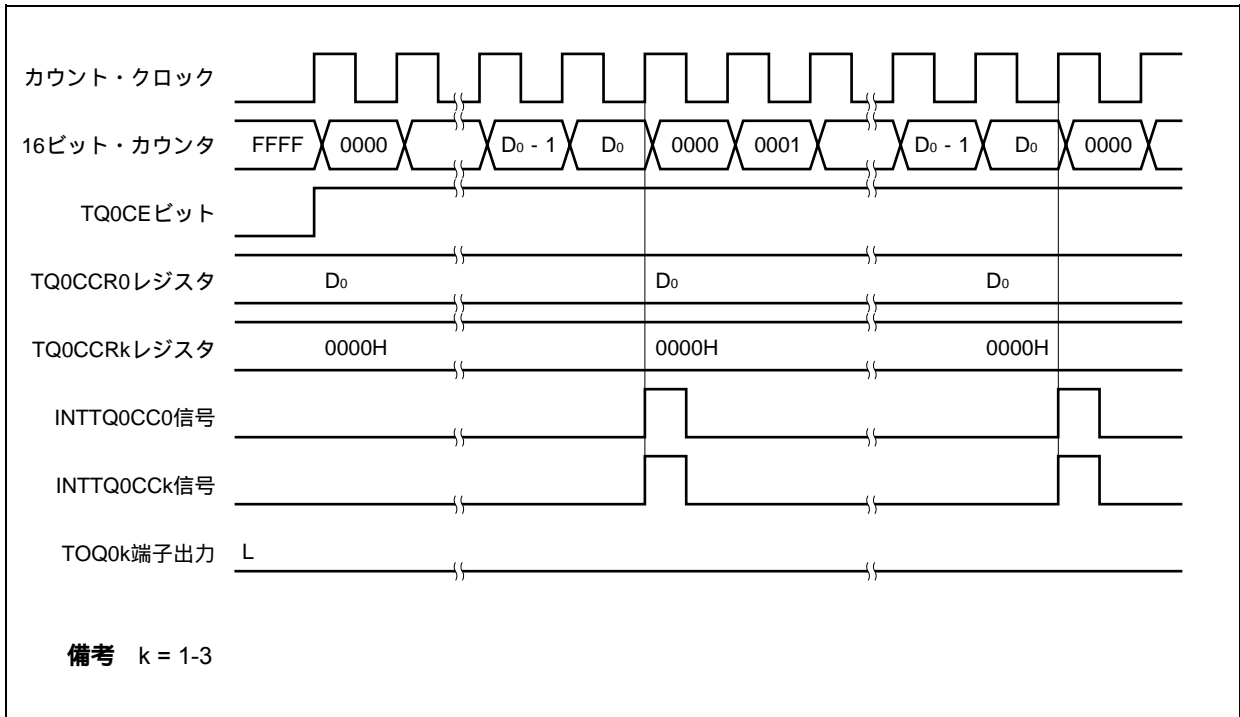 カウント・クロック
16ビット・カウンタ FFFF 0000 D0 - 1 D0 0000 0001 D0 - 1 D0 0000
TQ0CEビット
TQ0CCR0レジスタ D0 D0 D0
TQ0CCRkレジスタ 0000H 0000H 0000H
INTTQ0CC0信号
INTTQ0CCk信号
TOQ0k端子出力 L
備考 k = 1-3